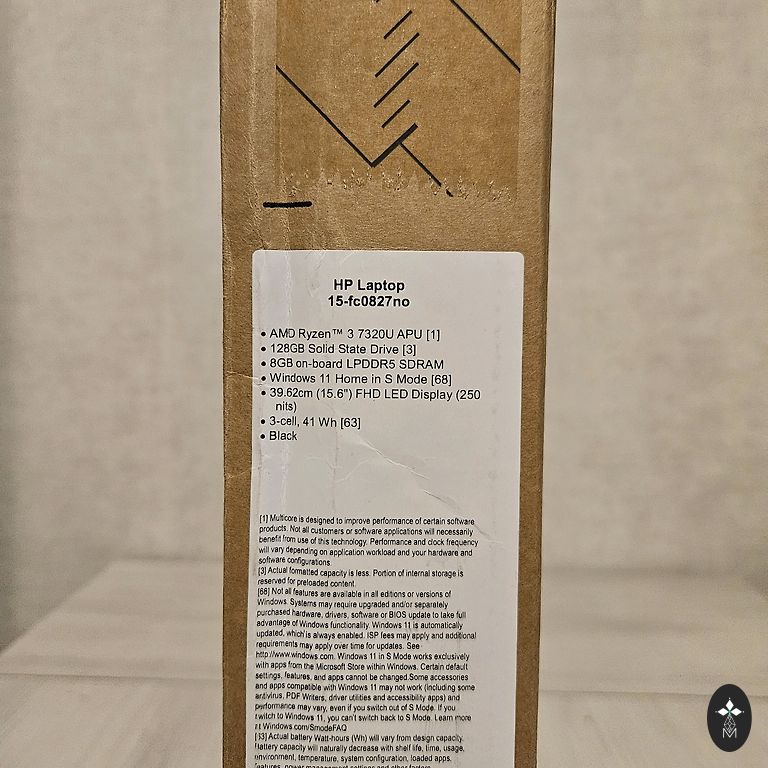 HP Laptop
15-fc0827no
• AMD Ryzen™ 3 7320U APU [1]
• 128GB Solid State Drive [3]
• 8GB on-board LPDDR5 SDRAM
• Windows 11 Home in S Mode [68]
• 39.62cm (15.6") FHD LED Display (250
nits)
• 3-cell, 41 Wh [63]
• Black
[1] Multicore is designed to improve performance of certain software
products. Not all customers or software applications will necessarily
benefit from use of this technology. Performance and clock frequency
will vary depending on application workload and your hardware and
software configurations.
[3] Actual formatted capacity is less. Portion of internal storage is
reserved for preloaded content.
[68] Not all features are available in all editions or versions of
Windows. Systems may require upgraded and/or separately
purchased hardware, drivers, software or BIOS update to take full
advantage of Windows functionality. Windows 11 is automatically
updated, which is always enabled. ISP fees may apply and additional
requirements may apply over time for updates. See
http://www.windows.com. Windows 11 in S Mode works exclusively
with apps from the Microsoft Store within Windows. Certain default
settings, features, and apps cannot be changed.Some accessories
and apps compatible with Windows 11 may not work (including some
antivirus, PDF Writers, driver utilities and accessibility apps) and
performance may vary, even if you switch out of S Mode. If you
switch to Windows 11, you can't switch back to S Mode. Learn more
at Windows.com/SmodeFAQ
Actual battery Watt-hours (Wh) will vary from design capacity.
Battery capacity will naturally decrease with shelf life, time, usage,
environment, temperature, system configuration, loaded apps,
features, power management settings and other factors.